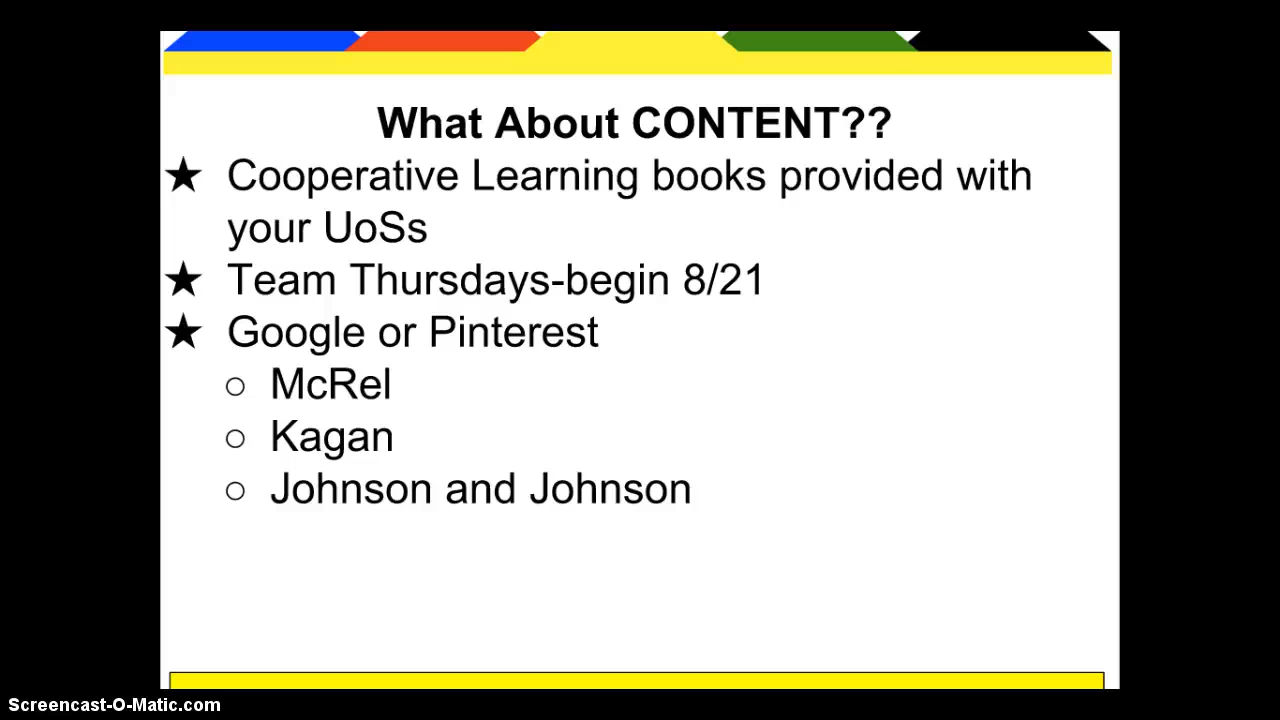 What About CONTENT??
★ Cooperative Learning books provided with
your UoSs
★ Team Thursdays-begin 8/21
★ Google or Pinterest
○ McRel
○ Kagan
○ Johnson and Johnson
Screencast-O-Matic.com